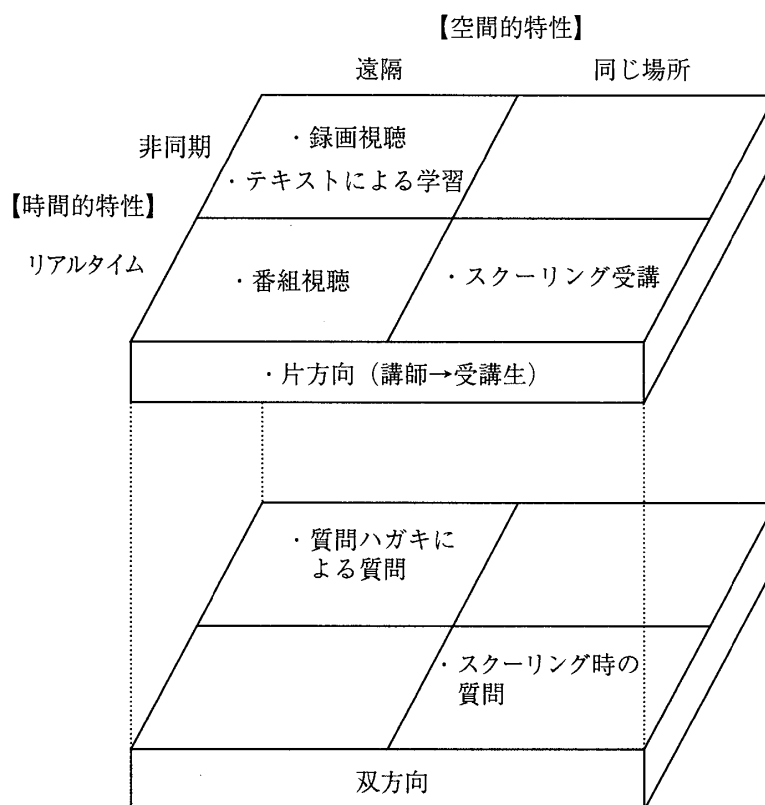 【空間的特性】
遠隔 同じ場所
非同期
・録画視聴
・テキストによる学習
【時間的特性】
リアルタイム
・番組視聴
・スクーリング受講
・片方向（講師→受講生）
・質問ハガキに
よる質問
・スクーリング時の
質問
双方向